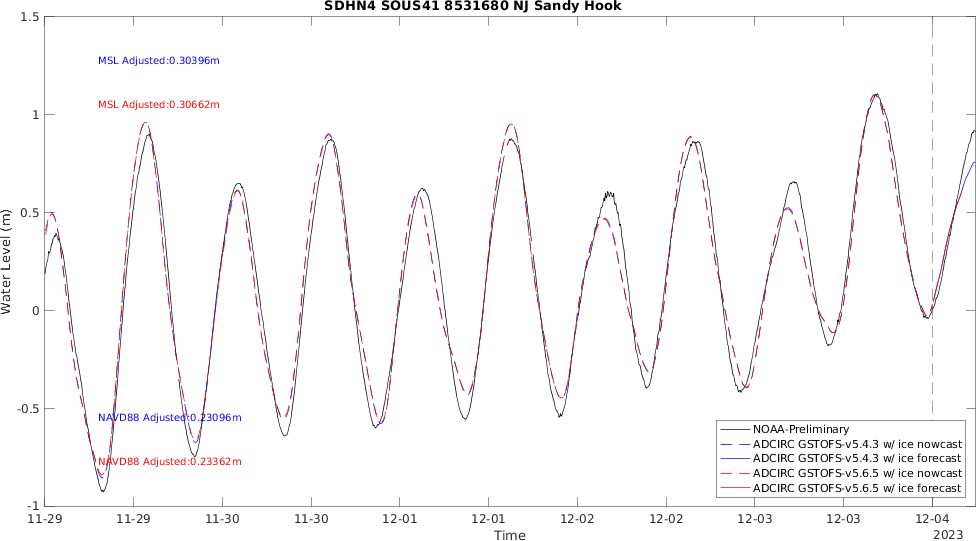 SDHN4 SOUS41 8531680 NJ Sandy Hook
1.5
MSL Adjusted:0.30396m
MSL Adjusted:0.30662m
1
0.5
Water Level (m)
0
-0.5
NAVD88 Adjusted:0.23096m
NAVD88 Adjusted:0.23362m
-1
NOAA-Preliminary
ADCIRC GSTOFS-v5.4.3 w/ ice nowcast
ADCIRC GSTOFS-v5.4.3 w/ ice forecast
ADCIRC GSTOFS-v5.6.5 w/ ice nowcast
ADCIRC GSTOFS-v5.6.5 w/ ice forecast
11-29 11-29 11-30 11-30 12-01 12-01 12-02 12-02 12-03 12-03 12-04
Time
2023